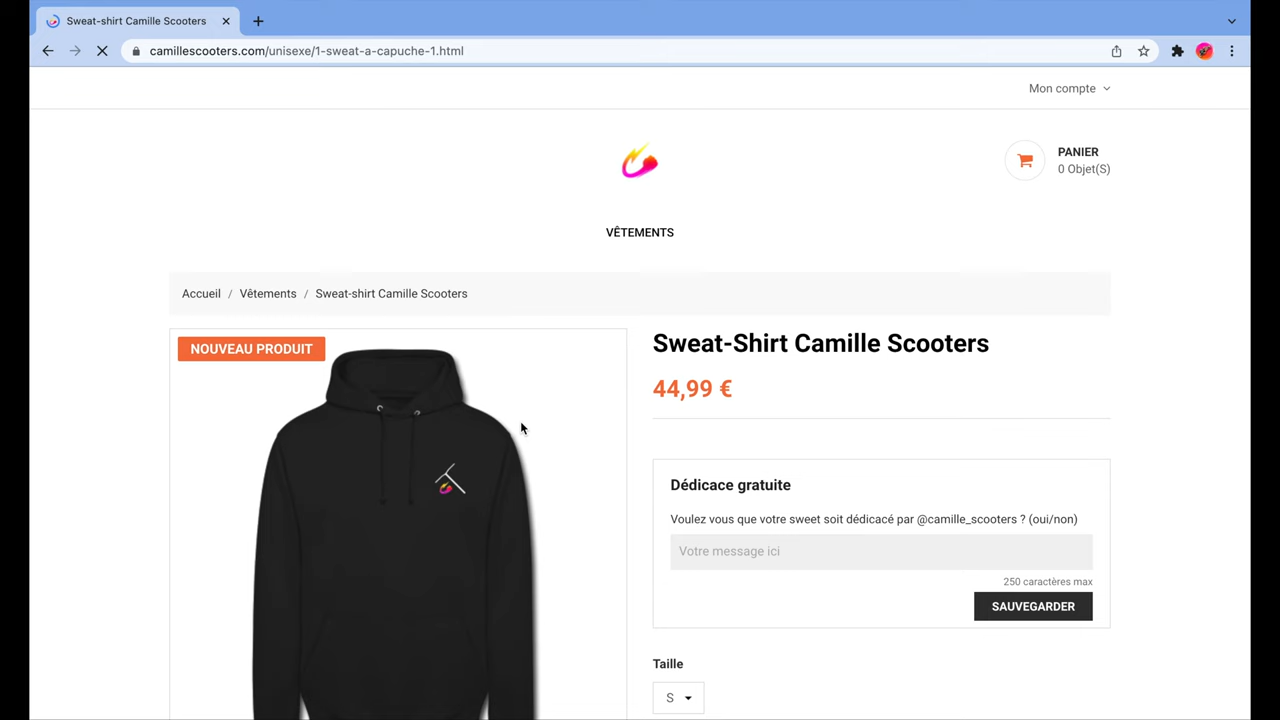 Sweat-shirt Camille Scooters
camillescooters.com/unisexe/1-sweat-a-capuche-1.html
Mon compte
PANIER
0 Objet(S)
VÊTEMENTS
Accueil / Vêtements / Sweat-shirt Camille Scooters
NOUVEAU PRODUIT
Sweat-Shirt Camille Scooters
44,99 €
Dédicace gratuite
Voulez vous que votre sweet soit dédicacé par @camille_scooters ? (oui/non)
Votre message ici
250 caractères max
SAUVEGARDER
Taille
S